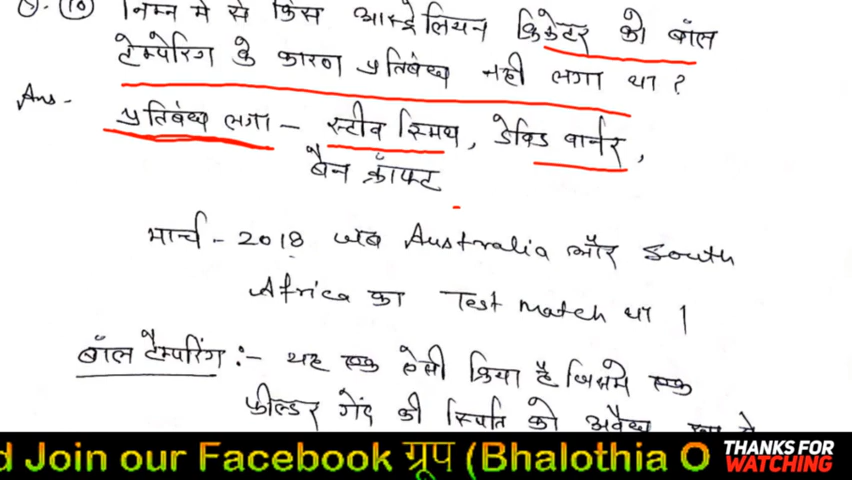 Q. (10) निम्न मे से किस आस्ट्रेलियन क्रिकेटर को बॉल
टेम्पेरिंग के कारण प्रतिबंध नही लगा था?
Ans - प्रतिबंध लगा – स्टीव स्मिथ, डेविड वार्नर,
बैन क्रॉफ्ट
मार्च - 2018 जब Australia और South
Africa का Test Match था।
बॉल टैम्परिंग :- यह एक ऐसी क्रिया है जिसमे एक
फील्डर गेंद की स्थिति को अवैध
d Join our Facebook ग्रूप (Bhalothia O
THANKS FOR
WATCHING